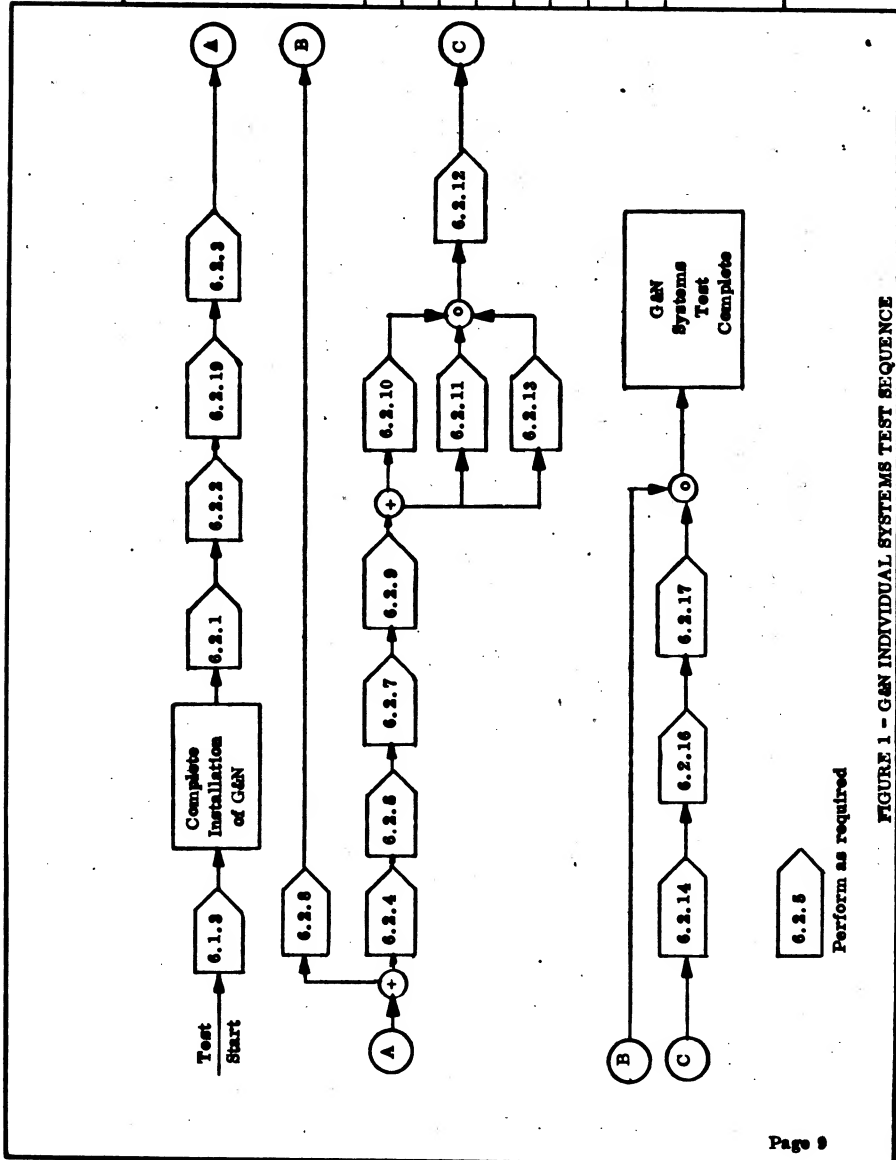 Test
Start
6.1.3
Complete
Installation
of G&N
6.2.1
6.2.2
6.2.19
6.2.3
A
6.2.8
B
A
+
6.2.4
6.2.6
6.2.7
6.2.9
+
6.2.10
6.2.11
6.2.13
o
6.2.12
C
B
C
6.2.14
6.2.16
6.2.17
o
G&N
Systems
Test
Complete
6.2.5
Perform as required
FIGURE 1 - G&N INDIVIDUAL SYSTEMS TEST SEQUENCE
Page 9